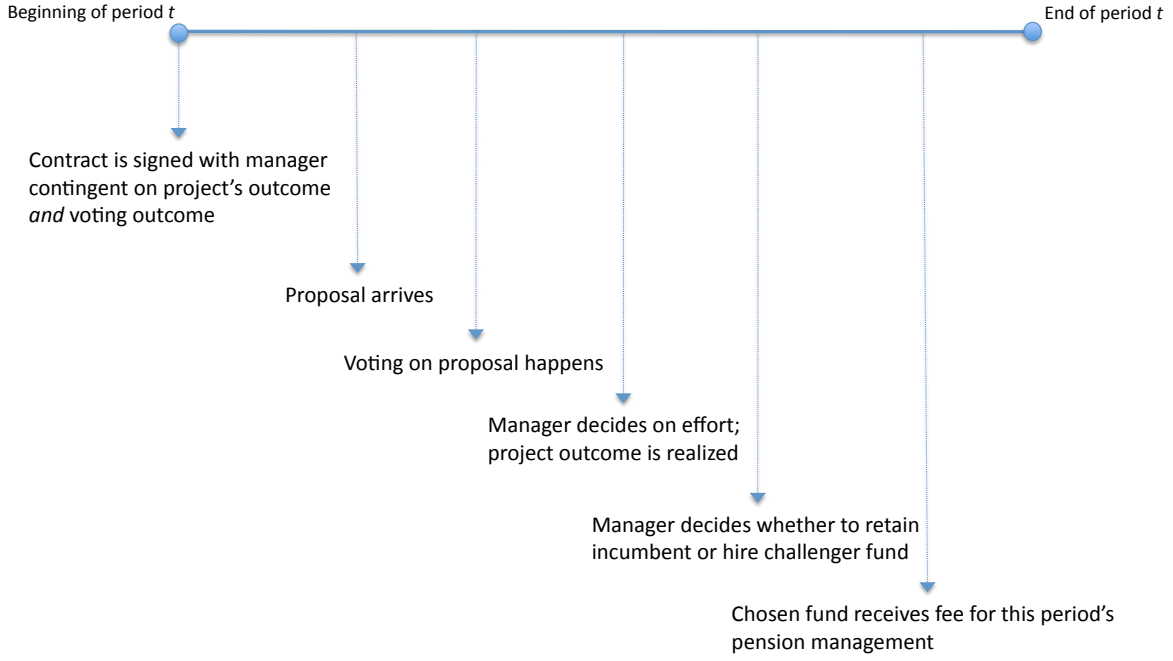 Beginning of period t
End of period t
Contract is signed with manager
contingent on project's outcome
and voting outcome
Proposal arrives
Voting on proposal happens
Manager decides on effort;
project outcome is realized
Manager decides whether to retain
incumbent or hire challenger fund
Chosen fund receives fee for this period's
pension management